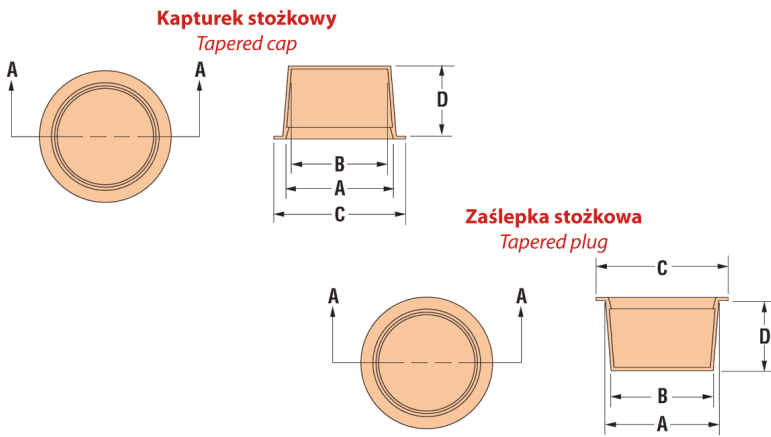 Kapturek stożkowy
Tapered cap
A A
D
B
A
C
Zaślepka stożkowa
Tapered plug
C
A A
D
B
A